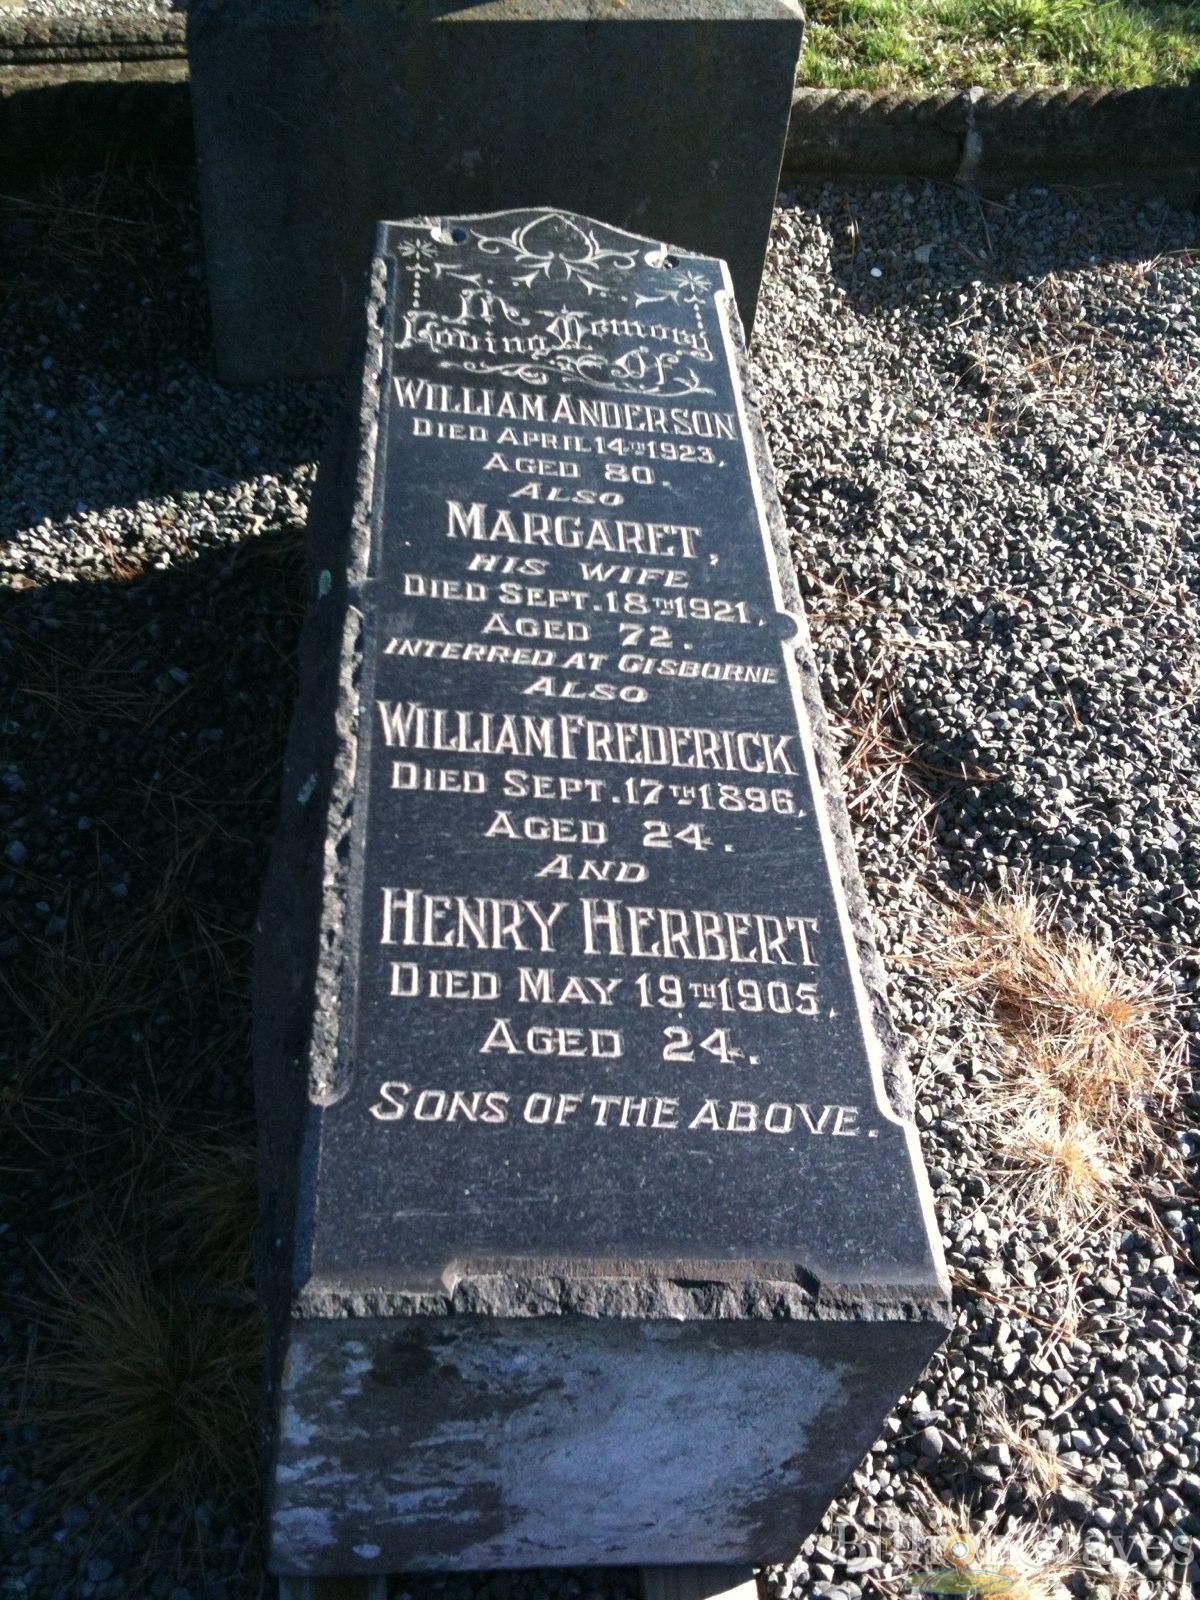 In
Loving Memory
Of
WILLIAM ANDERSON
DIED APRIL 14TH 1923,
AGED 80.
ALSO
MARGARET,
HIS WIFE
DIED SEPT. 18TH 1921,
AGED 72.
INTERRED AT GISBORNE
ALSO
WILLIAM FREDERICK
DIED SEPT. 17TH 1896,
AGED 24.
AND
HENRY HERBERT
DIED MAY 19TH 1905,
AGED 24.
SONS OF THE ABOVE.
BillionGraves